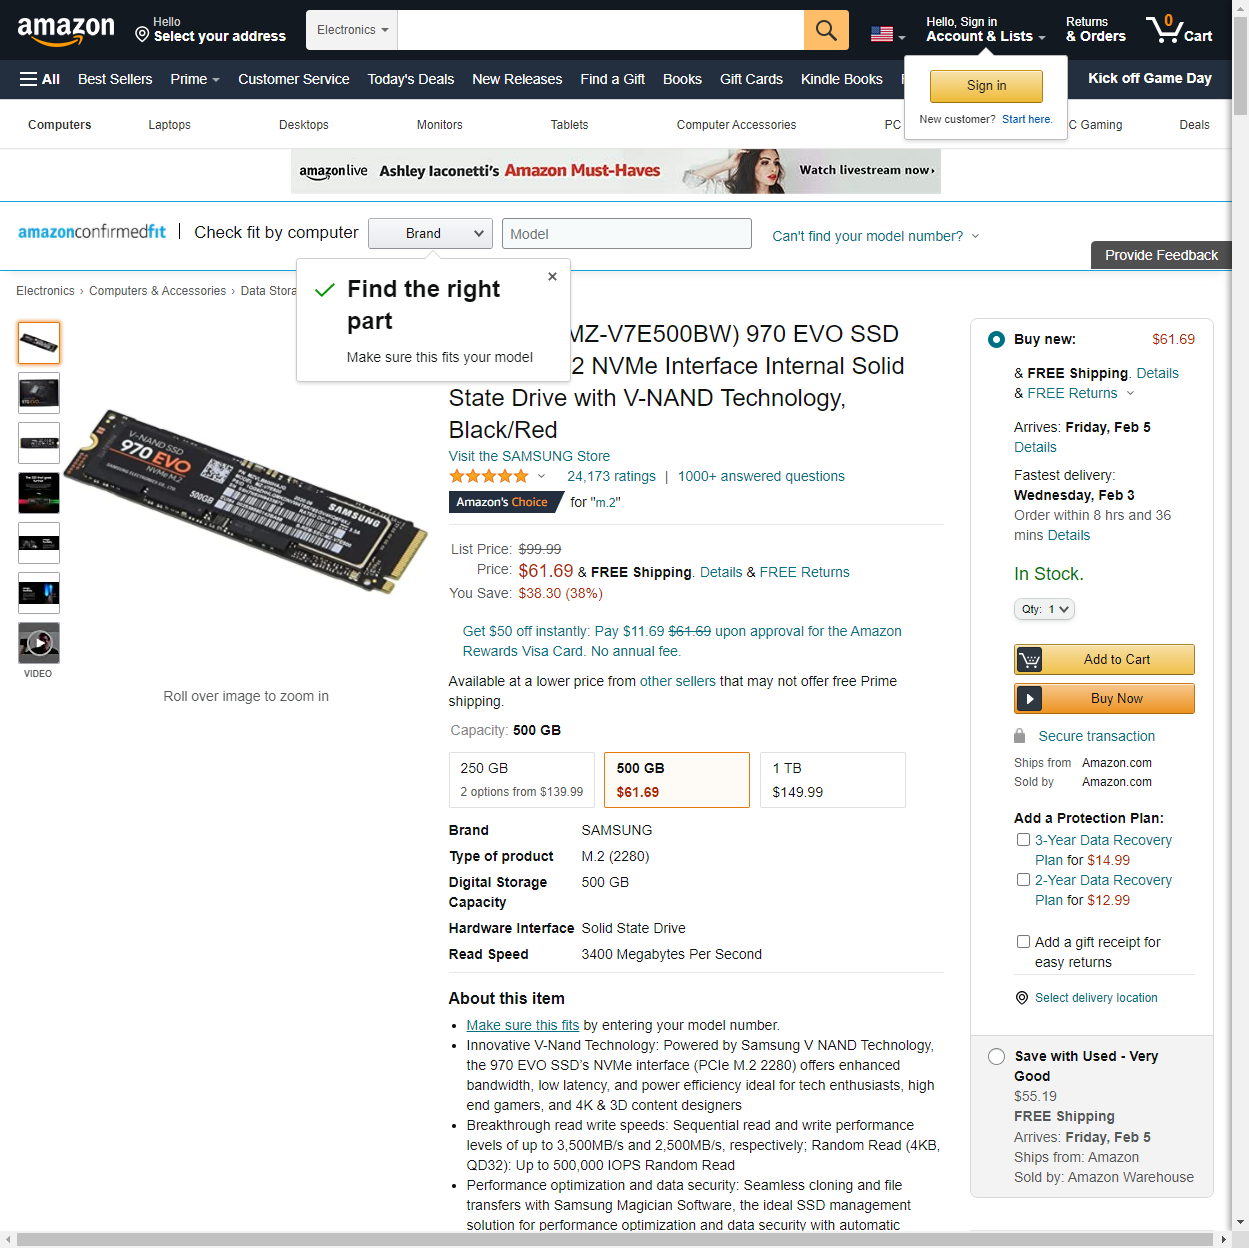 amazon
Hello
Select your address
Electronics
Hello, Sign in
Account & Lists
Returns
& Orders
0
Cart
All
Best Sellers
Prime
Customer Service
Today's Deals
New Releases
Find a Gift
Books
Gift Cards
Kindle Books
Kick off Game Day
Sign in
New customer? Start here.
Computers
Laptops
Desktops
Monitors
Tablets
Computer Accessories
PC
C Gaming
Deals
amazonlive Ashley Iaconetti's Amazon Must-Haves Watch livestream now
amazonconfirmedfit
Check fit by computer
Brand
Model
Can't find your model number?
Provide Feedback
Electronics › Computers & Accessories › Data Stora
Find the right
part
Make sure this fits your model
MZ-V7E500BW) 970 EVO SSD
2 NVMe Interface Internal Solid
State Drive with V-NAND Technology,
Black/Red
Visit the SAMSUNG Store
24,173 ratings | 1000+ answered questions
Amazon's Choice for "m.2"
V-NAND SSD
970 EVO
NVMe M.2
500GB
SAMSUNG
VIDEO
Roll over image to zoom in
List Price: $99.99
Price: $61.69 & FREE Shipping. Details & FREE Returns
You Save: $38.30 (38%)
Get $50 off instantly: Pay $11.69 $61.69 upon approval for the Amazon
Rewards Visa Card. No annual fee.
Available at a lower price from other sellers that may not offer free Prime
shipping.
Capacity: 500 GB
250 GB
2 options from $139.99
500 GB
$61.69
1 TB
$149.99
Brand SAMSUNG
Type of product M.2 (2280)
Digital Storage 500 GB
Capacity
Hardware Interface Solid State Drive
Read Speed 3400 Megabytes Per Second
About this item
Make sure this fits by entering your model number.
Innovative V-Nand Technology: Powered by Samsung V NAND Technology,
the 970 EVO SSD's NVMe interface (PCIe M.2 2280) offers enhanced
bandwidth, low latency, and power efficiency ideal for tech enthusiasts, high
end gamers, and 4K & 3D content designers
Breakthrough read write speeds: Sequential read and write performance
levels of up to 3,500MB/s and 2,500MB/s, respectively; Random Read (4KB,
QD32): Up to 500,000 IOPS Random Read
Performance optimization and data security: Seamless cloning and file
transfers with Samsung Magician Software, the ideal SSD management
solution for performance optimization and data security with automatic
Buy new: $61.69
& FREE Shipping. Details
& FREE Returns
Arrives: Friday, Feb 5
Details
Fastest delivery:
Wednesday, Feb 3
Order within 8 hrs and 36
mins Details
In Stock.
Qty: 1
Add to Cart
Buy Now
Secure transaction
Ships from Amazon.com
Sold by Amazon.com
Add a Protection Plan:
3-Year Data Recovery
Plan for $14.99
2-Year Data Recovery
Plan for $12.99
Add a gift receipt for
easy returns
Select delivery location
Save with Used - Very
Good
$55.19
FREE Shipping
Arrives: Friday, Feb 5
Ships from: Amazon
Sold by: Amazon Warehouse